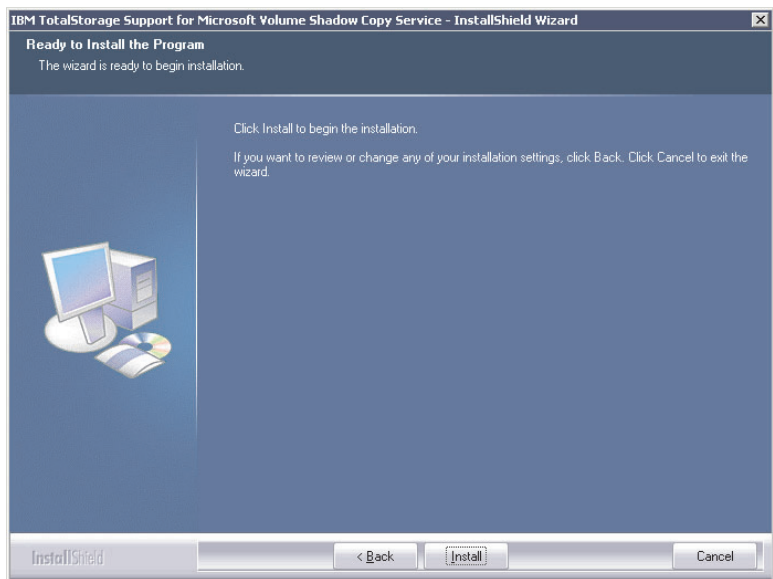 IBM TotalStorage Support for Microsoft Volume Shadow Copy Service - InstallShield Wizard
Ready to Install the Program
The wizard is ready to begin installation.
Click Install to begin the installation.
If you want to review or change any of your installation settings, click Back. Click Cancel to exit the
wizard.
InstallShield
< Back
Install
Cancel